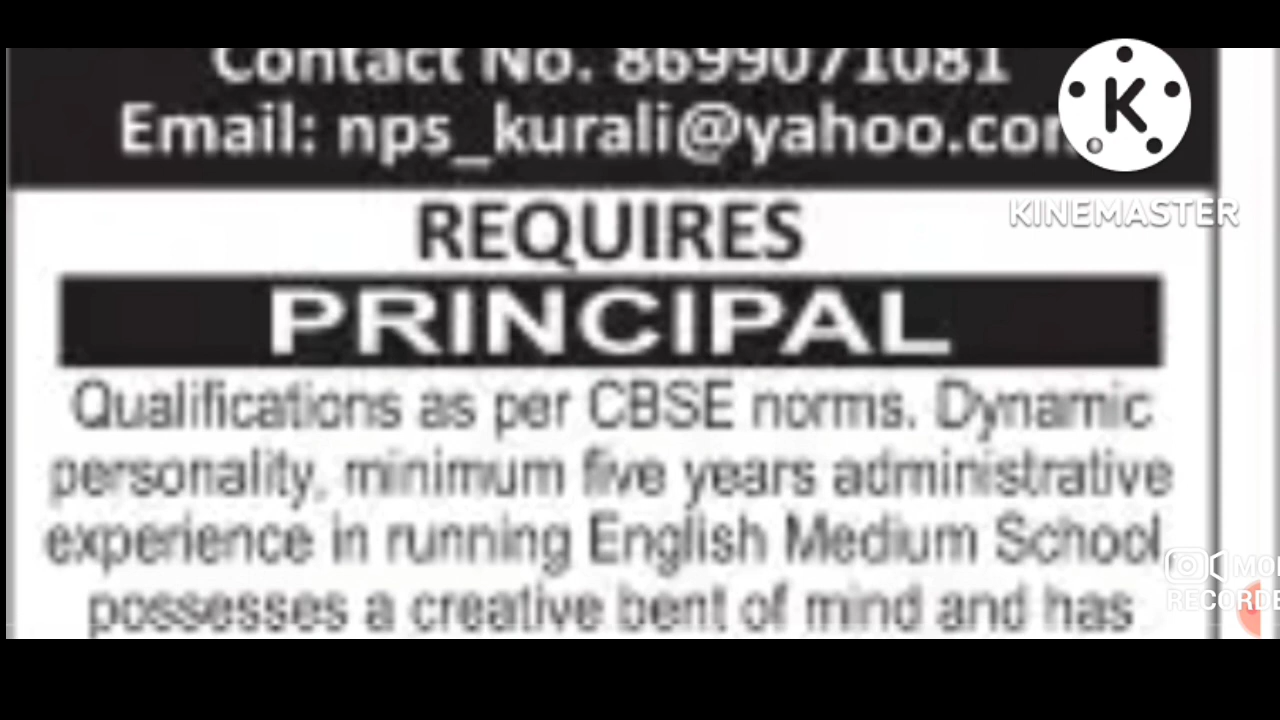 Contact No. 8699071081
Email: nps_kurali@yahoo.com
K
KINEMASTER
REQUIRES
PRINCIPAL
Qualifications as per CBSE norms. Dynamic
personality, minimum five years administrative
experience in running English Medium School
possesses a creative bent of mind and has
RECORDE